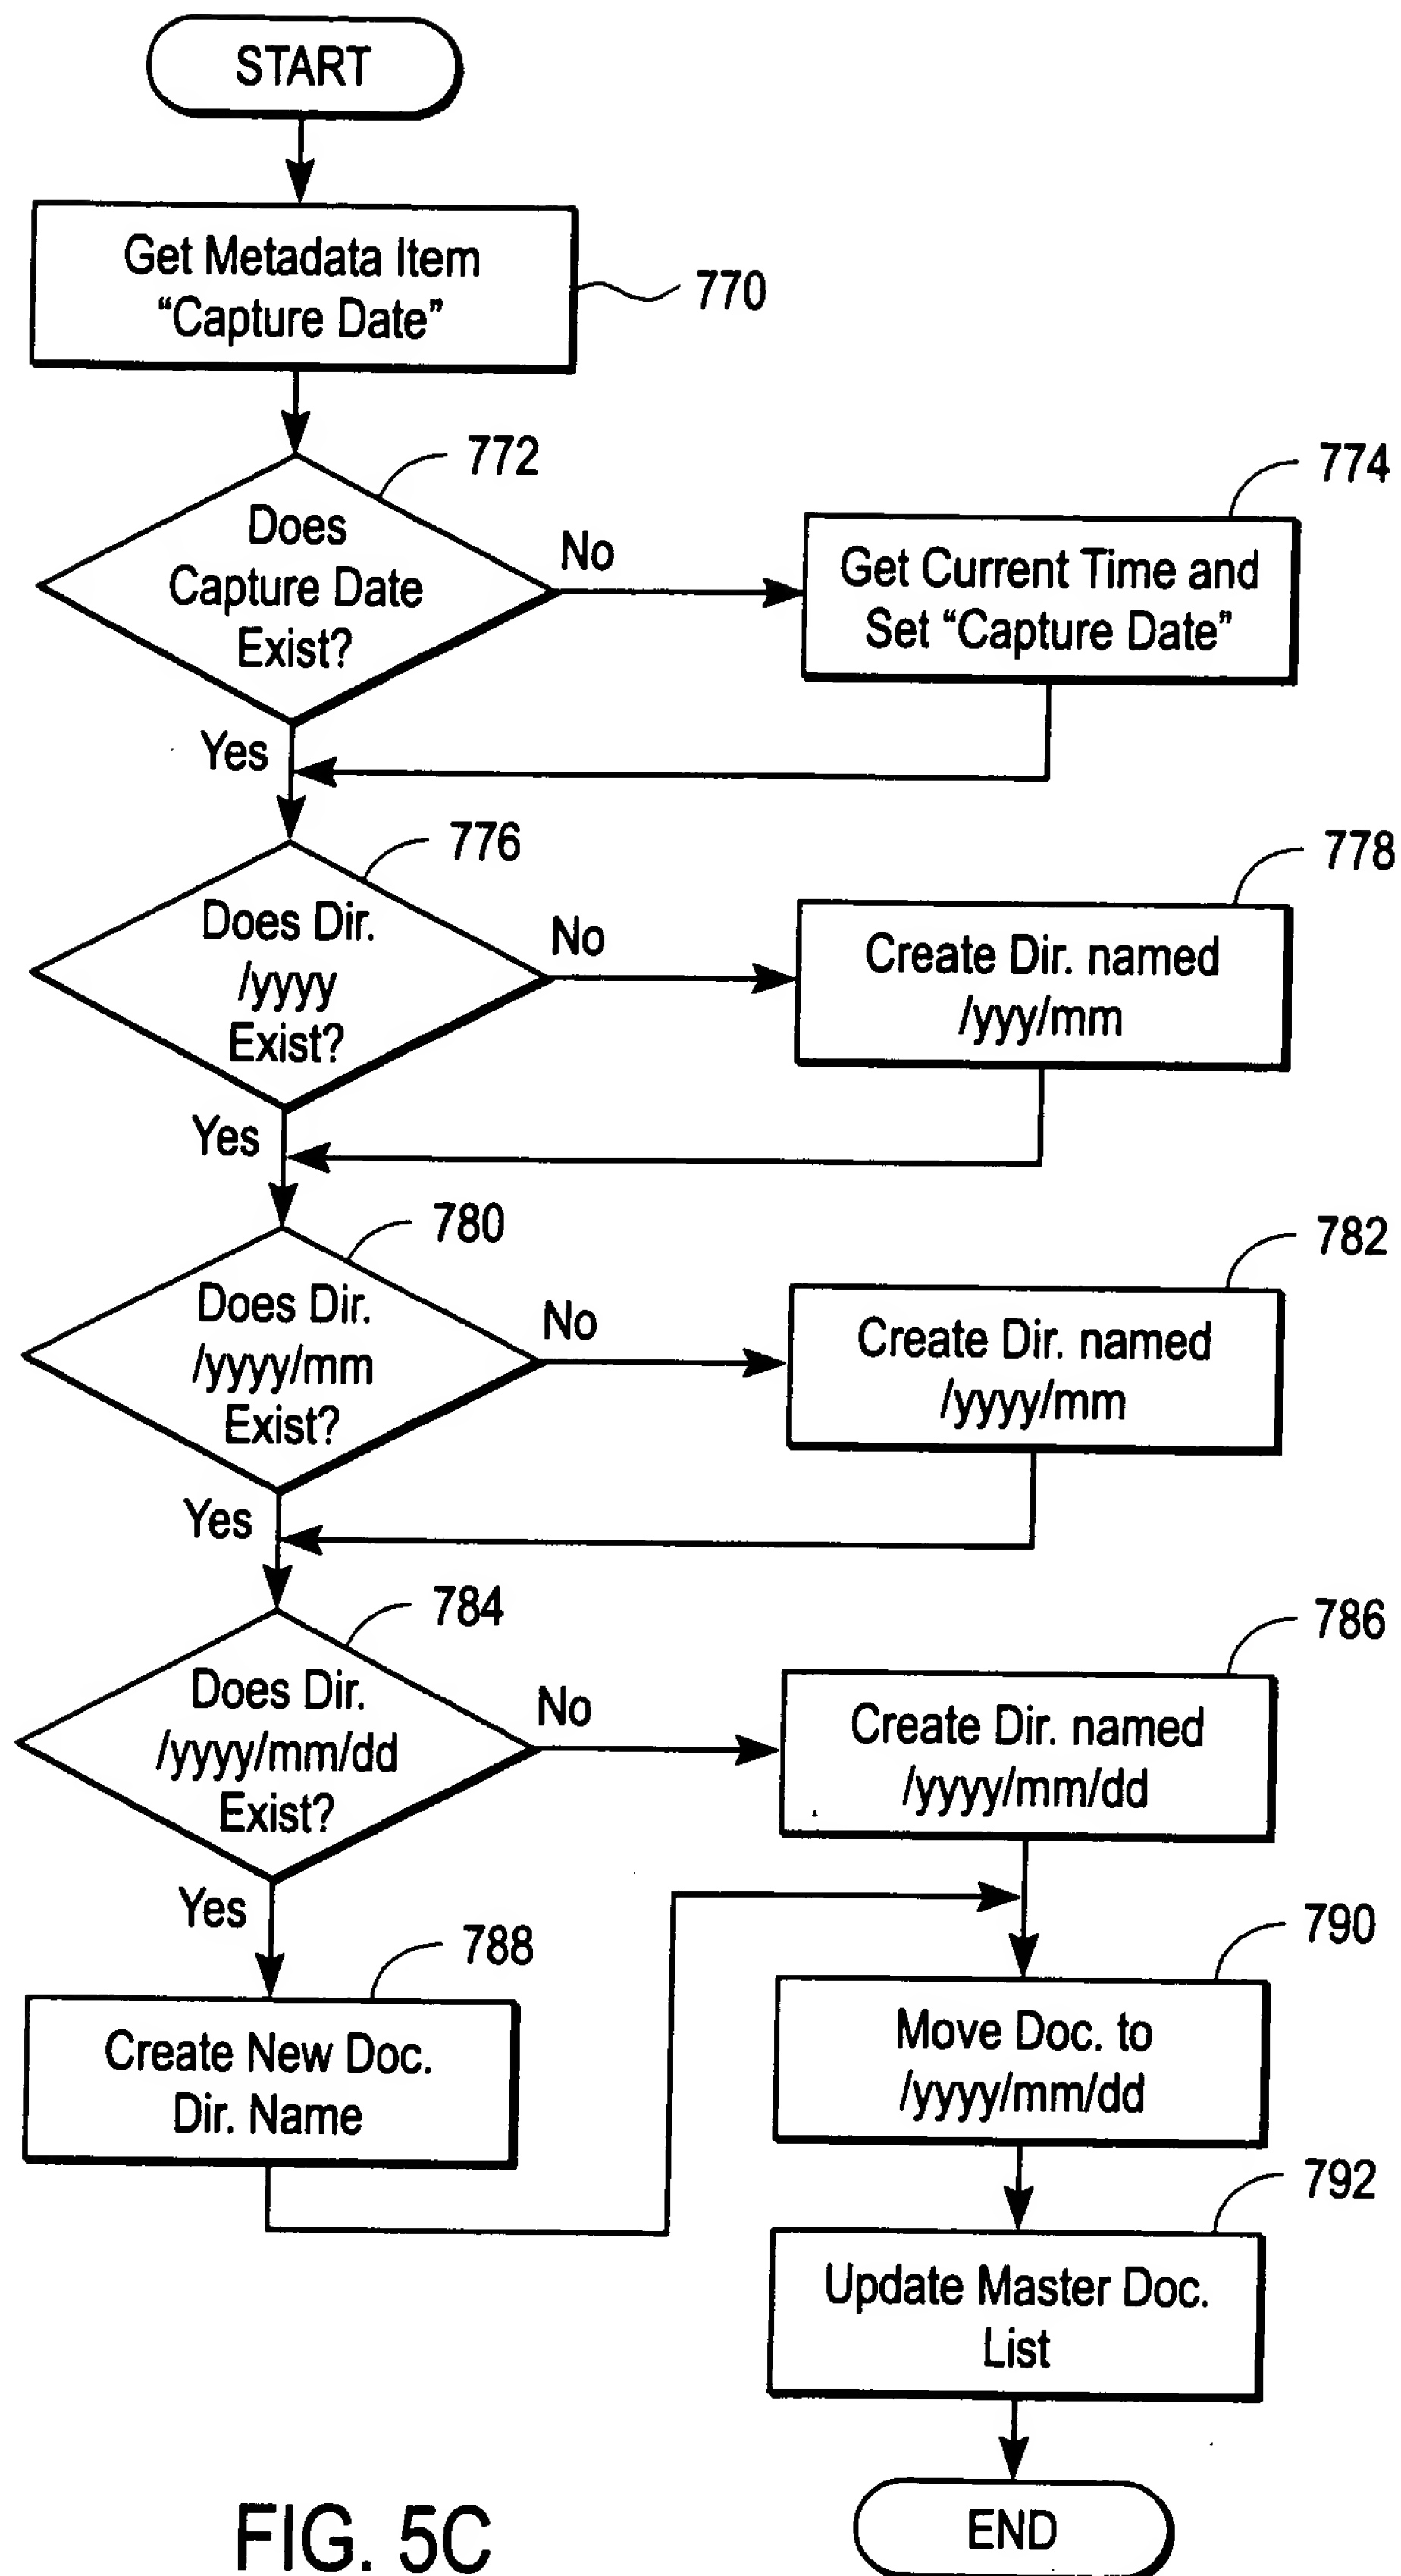 START
Get Metadata Item
“Capture Date”
770
772
Does
Capture Date
Exist?
No
774
Get Current Time and
Set “Capture Date”
Yes
776
Does Dir.
/yyyy
Exist?
No
778
Create Dir. named
/yyy/mm
Yes
780
Does Dir.
/yyyy/mm
Exist?
No
782
Create Dir. named
/yyyy/mm
Yes
784
Does Dir.
/yyyy/mm/dd
Exist?
No
786
Create Dir. named
/yyyy/mm/dd
Yes
788
Create New Doc.
Dir. Name
790
Move Doc. to
/yyyy/mm/dd
792
Update Master Doc.
List
END
FIG. 5C